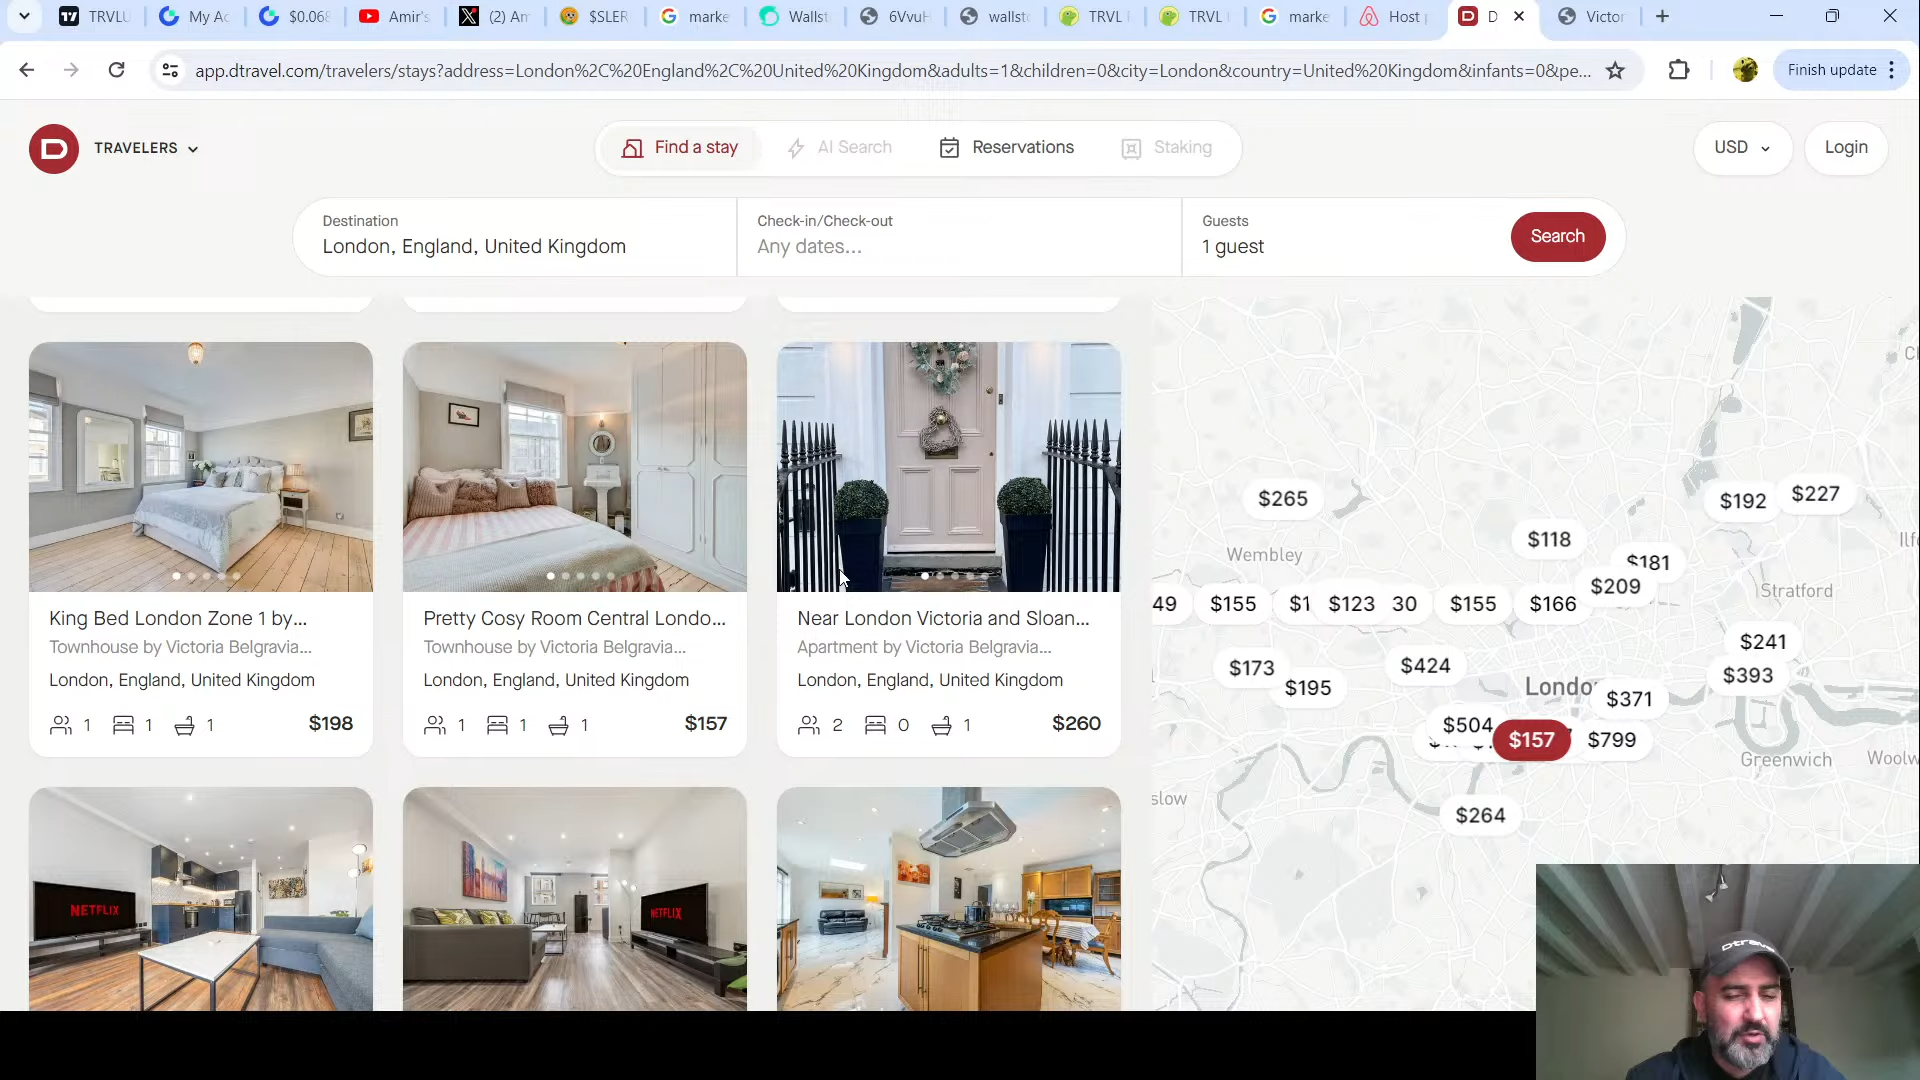 TRVLU
My Ac
$0.068
Amir's
(2) Am
$SLER
marke
Wallst
6Vvuh
wallst
TRVL
TRVL
marke
Host
D
Victor
app.dtravel.com/travelers/stays?address=London%2C%20England%2C%20United%20Kingdom&adults=1&children=0&city=London&country=United%20Kingdom&infants=0&pe...
Finish update
TRAVELERS
Find a stay
AI Search
Reservations
Staking
USD
Login
Destination
London, England, United Kingdom
Check-in/Check-out
Any dates...
Guests
1 guest
Search
King Bed London Zone 1 by...
Townhouse by Victoria Belgravia...
London, England, United Kingdom
1 1 1 $198
Pretty Cosy Room Central Londo...
Townhouse by Victoria Belgravia...
London, England, United Kingdom
1 1 1 $157
Near London Victoria and Sloan...
Apartment by Victoria Belgravia...
London, England, United Kingdom
2 0 1 $260
NETFLIX
NETFLIX
$265
$192
$227
$118
Wembley
$181
$209
Stratford
49
$155
$1
$123
30
$155
$166
$241
$173
$424
$393
$195
London
$371
$504
$157
$799
Greenwich
Woolw
slow
$264
Dtravel